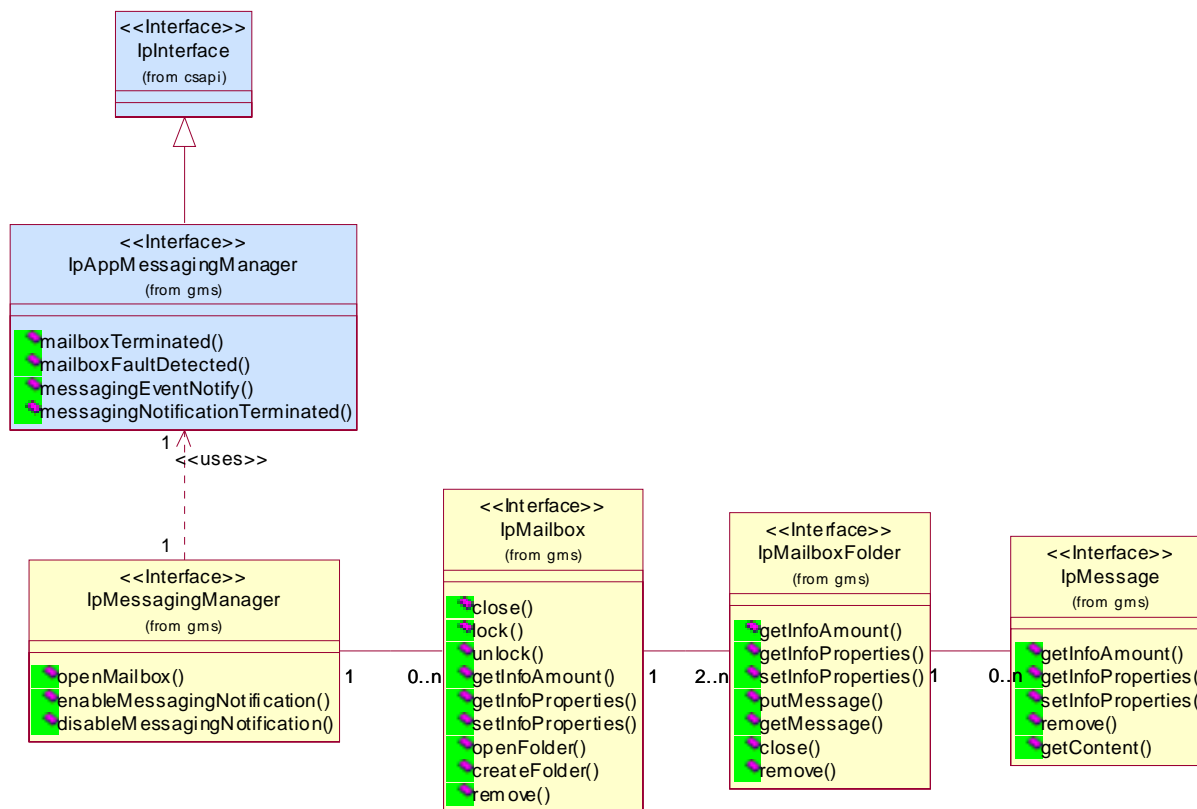 <<Interface>>
IpInterface
(from csapi)
<<Interface>>
IpAppMessagingManager
(from gms)
mailboxTerminated()
mailboxFaultDetected()
messagingEventNotify()
messagingNotificationTerminated()
1
<<uses>>
1
<<Interface>>
IpMessagingManager
(from gms)
openMailbox()
enableMessagingNotification()
disableMessagingNotification()
1
0..n
<<Interface>>
IpMailbox
(from gms)
close()
lock()
unlock()
getInfoAmount()
getInfoProperties()
setInfoProperties()
openFolder()
createFolder()
remove()
1
2..n
<<Interface>>
IpMailboxFolder
(from gms)
getInfoAmount()
getInfoProperties()
setInfoProperties()
putMessage()
getMessage()
close()
remove()
1
0..n
<<Interface>>
IpMessage
(from gms)
getInfoAmount()
getInfoProperties()
setInfoProperties()
remove()
getContent()